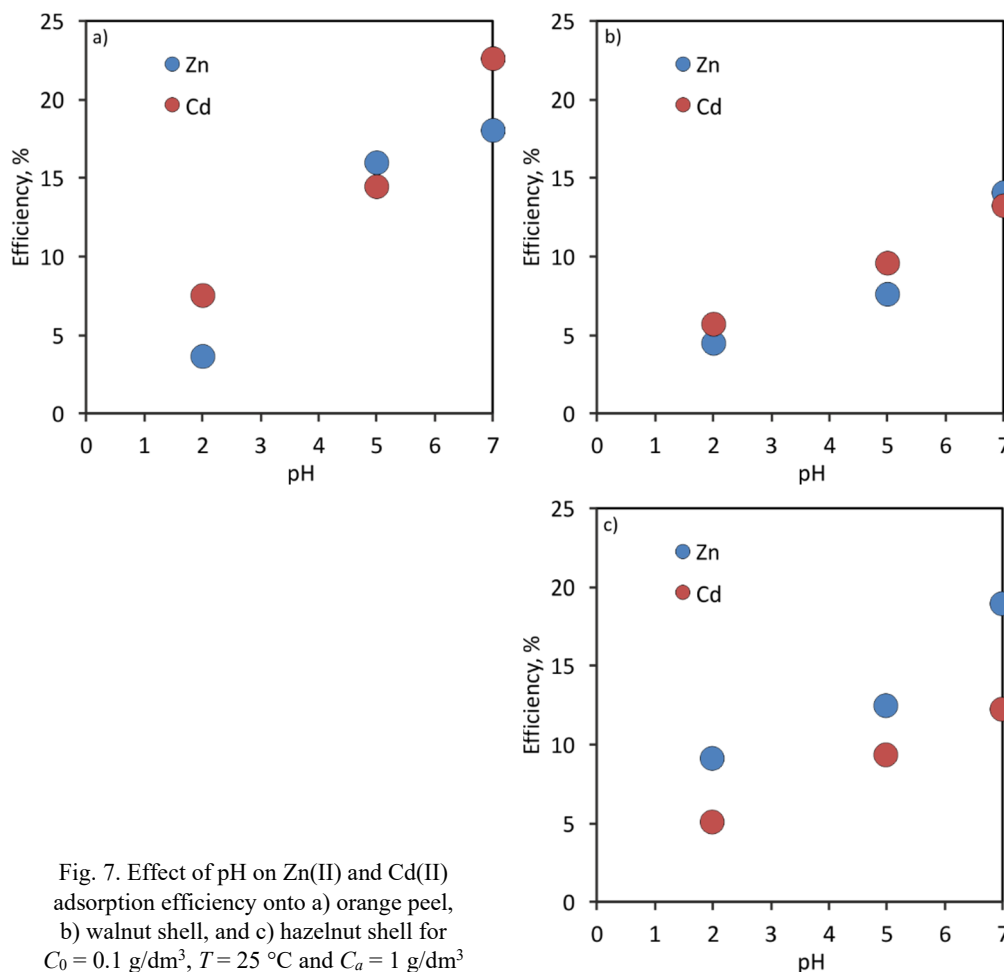 a)
Zn
Cd
25
20
15
10
5
0
Efficiency, %
0 1 2 3 4 5 6 7
pH
b)
Zn
Cd
25
20
15
10
5
0
Efficiency, %
0 1 2 3 4 5 6 7
pH
c)
Zn
Cd
25
20
15
10
5
0
Efficiency, %
0 1 2 3 4 5 6 7
pH
Fig. 7. Effect of pH on Zn(II) and Cd(II)
adsorption efficiency onto a) orange peel,
b) walnut shell, and c) hazelnut shell for
C₀ = 0.1 g/dm³, T = 25 °C and Cₐ = 1 g/dm³